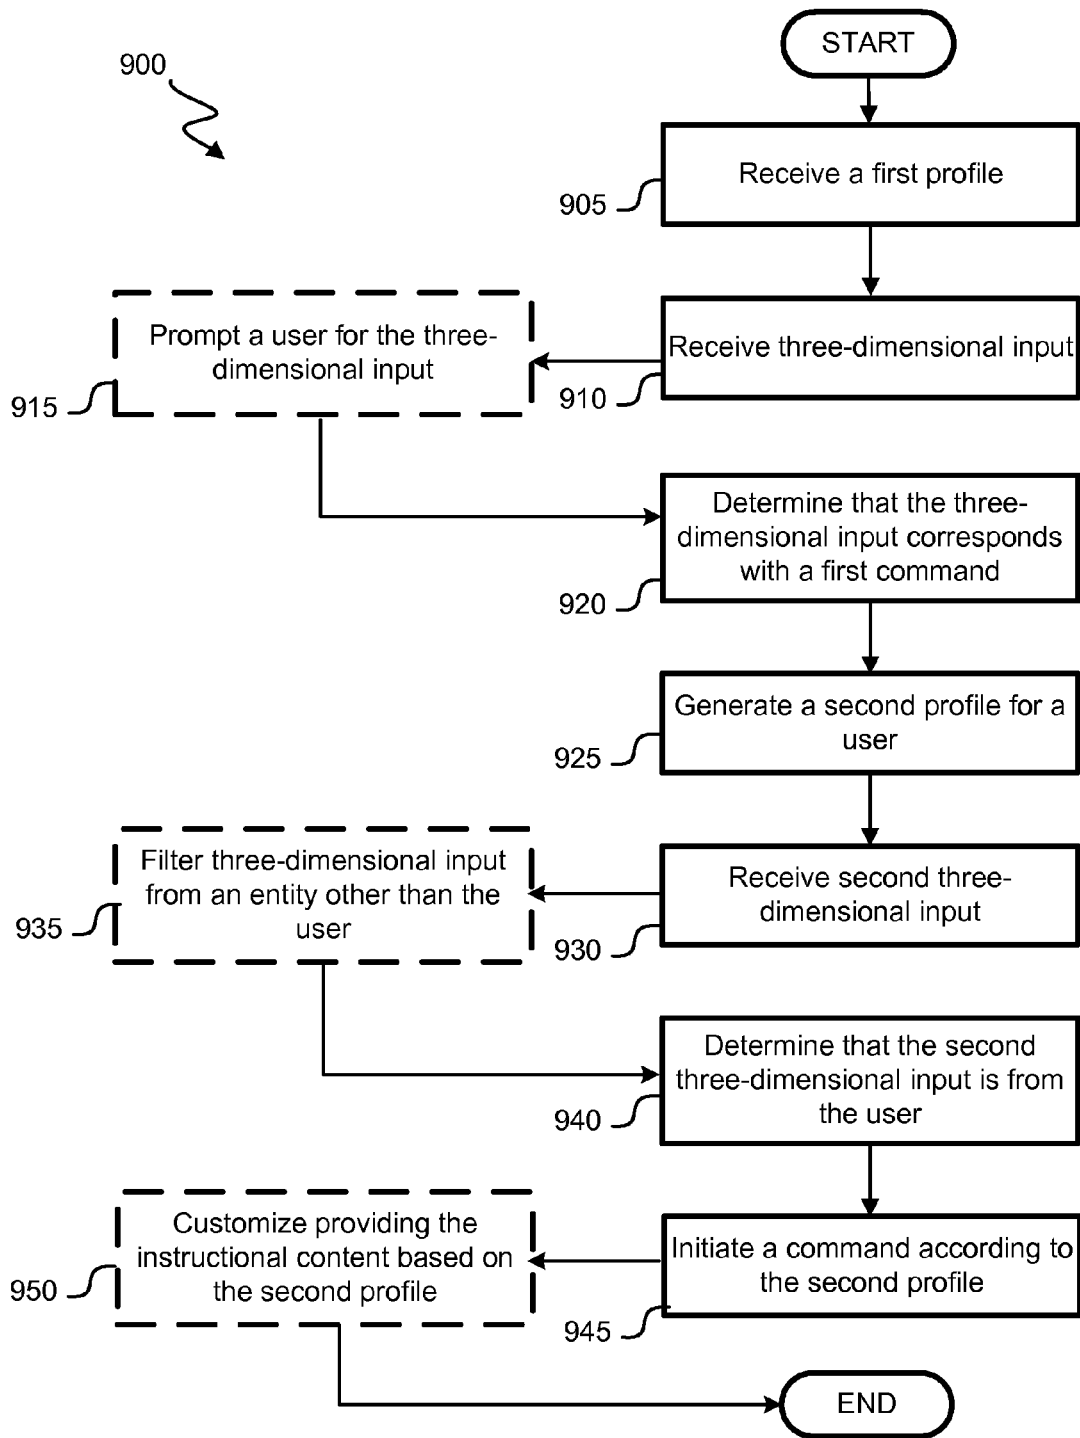 START
900
Receive a first profile
905
Receive three-dimensional input
910
Prompt a user for the three-
dimensional input
915
Determine that the three-
dimensional input corresponds
with a first command
920
Generate a second profile for a
user
925
Receive second three-
dimensional input
930
Filter three-dimensional input
from an entity other than the
user
935
Determine that the second
three-dimensional input is from
the user
940
Initiate a command according to
the second profile
945
Customize providing the
instructional content based on
the second profile
950
END